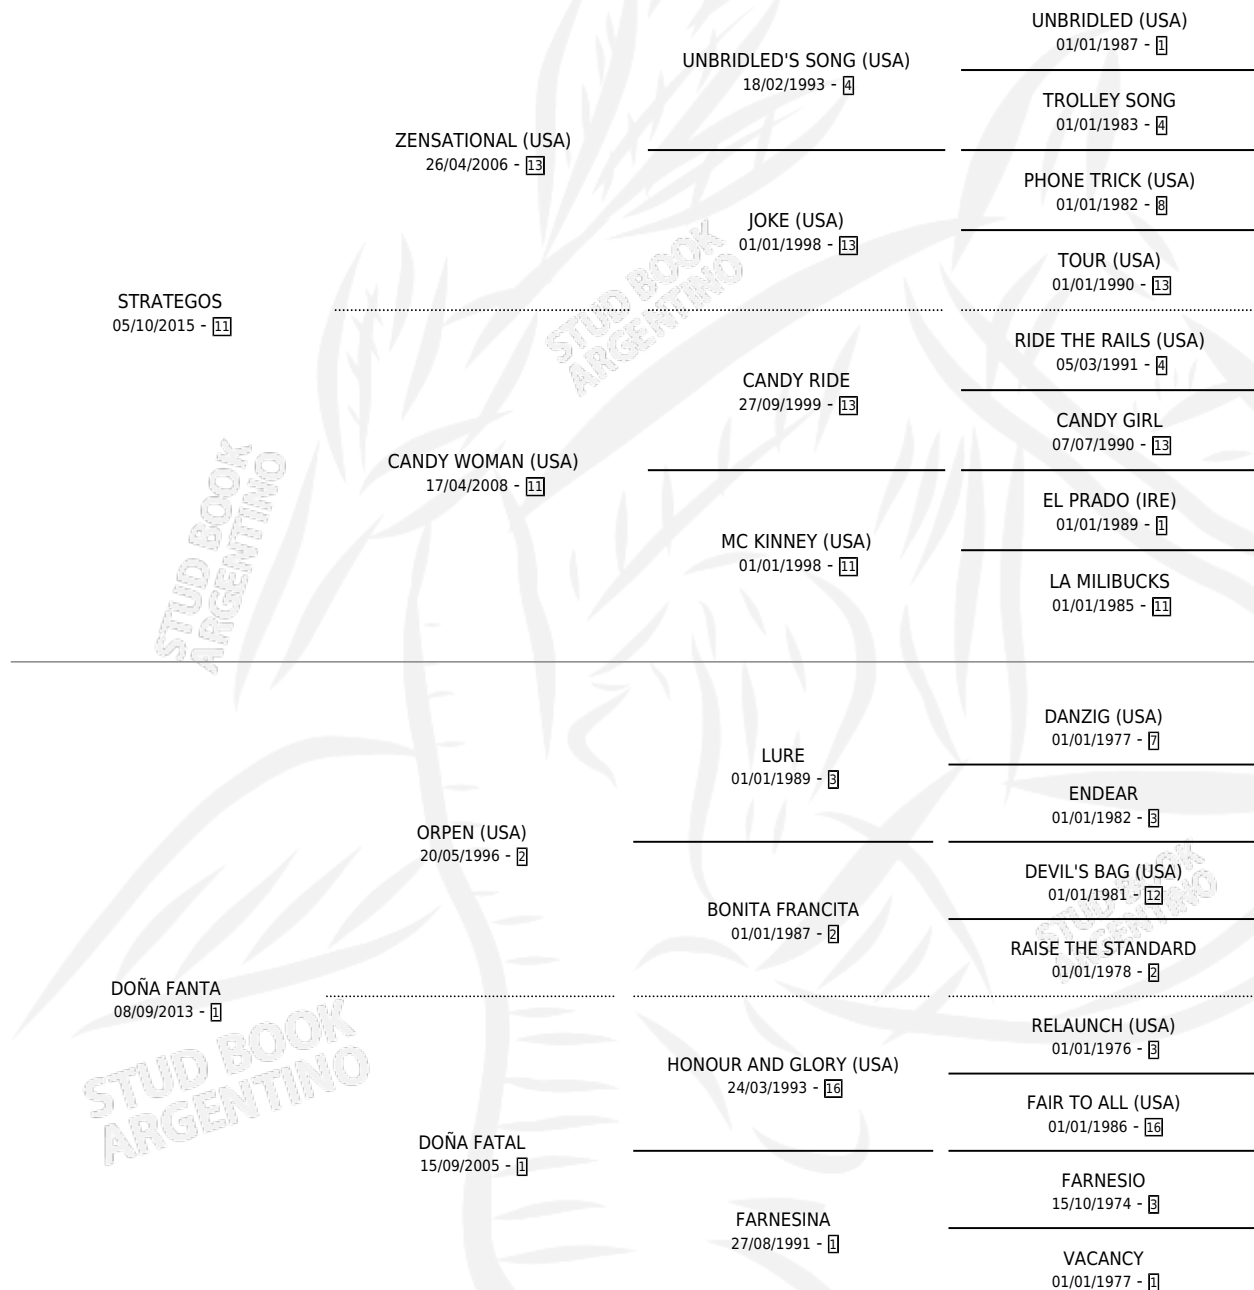 UNBRIDLED (USA)
01/01/1987 - 1
UNBRIDLED'S SONG (USA)
18/02/1993 - 4
TROLLEY SONG
01/01/1983 - 4
ZENSATIONAL (USA)
26/04/2006 - 13
PHONE TRICK (USA)
01/01/1982 - 8
JOKE (USA)
01/01/1998 - 13
TOUR (USA)
01/01/1990 - 13
STRATEGOS
05/10/2015 - 11
RIDE THE RAILS (USA)
05/03/1991 - 4
CANDY RIDE
27/09/1999 - 13
CANDY GIRL
07/07/1990 - 13
CANDY WOMAN (USA)
17/04/2008 - 11
EL PRADO (IRE)
01/01/1989 - 1
MC KINNEY (USA)
01/01/1998 - 11
LA MILIBUCKS
01/01/1985 - 11
DANZIG (USA)
01/01/1977 - 7
LURE
01/01/1989 - 3
ENDEAR
01/01/1982 - 3
ORPEN (USA)
20/05/1996 - 2
DEVIL'S BAG (USA)
01/01/1981 - 12
BONITA FRANCITA
01/01/1987 - 2
RAISE THE STANDARD
01/01/1978 - 2
DOÑA FANTA
08/09/2013 - 1
RELAUNCH (USA)
01/01/1976 - 3
HONOUR AND GLORY (USA)
24/03/1993 - 16
FAIR TO ALL (USA)
01/01/1986 - 16
DOÑA FATAL
15/09/2005 - 1
FARNESIO
15/10/1974 - 3
FARNESINA
27/08/1991 - 1
VACANCY
01/01/1977 - 1
STUD BOOK
ARGENTINO
STUD BOOK
ARGENTINO
STUD BOOK
ARGENTINO
STUD BOOK
ARGENTINO